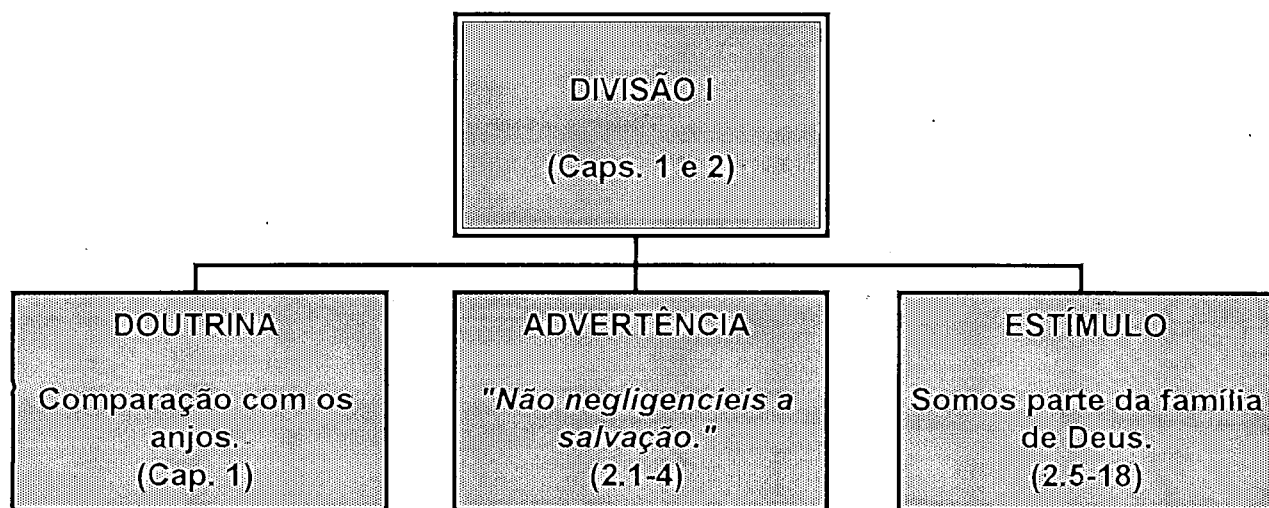 DIVISÃO I
(Caps. 1 e 2)
DOUTRINA
Comparação com os
anjos.
(Cap. 1)
ADVERTÊNCIA
"Não negligencieis a
salvação."
(2.1-4)
ESTÍMULO
Somos parte da família
de Deus.
(2.5-18)